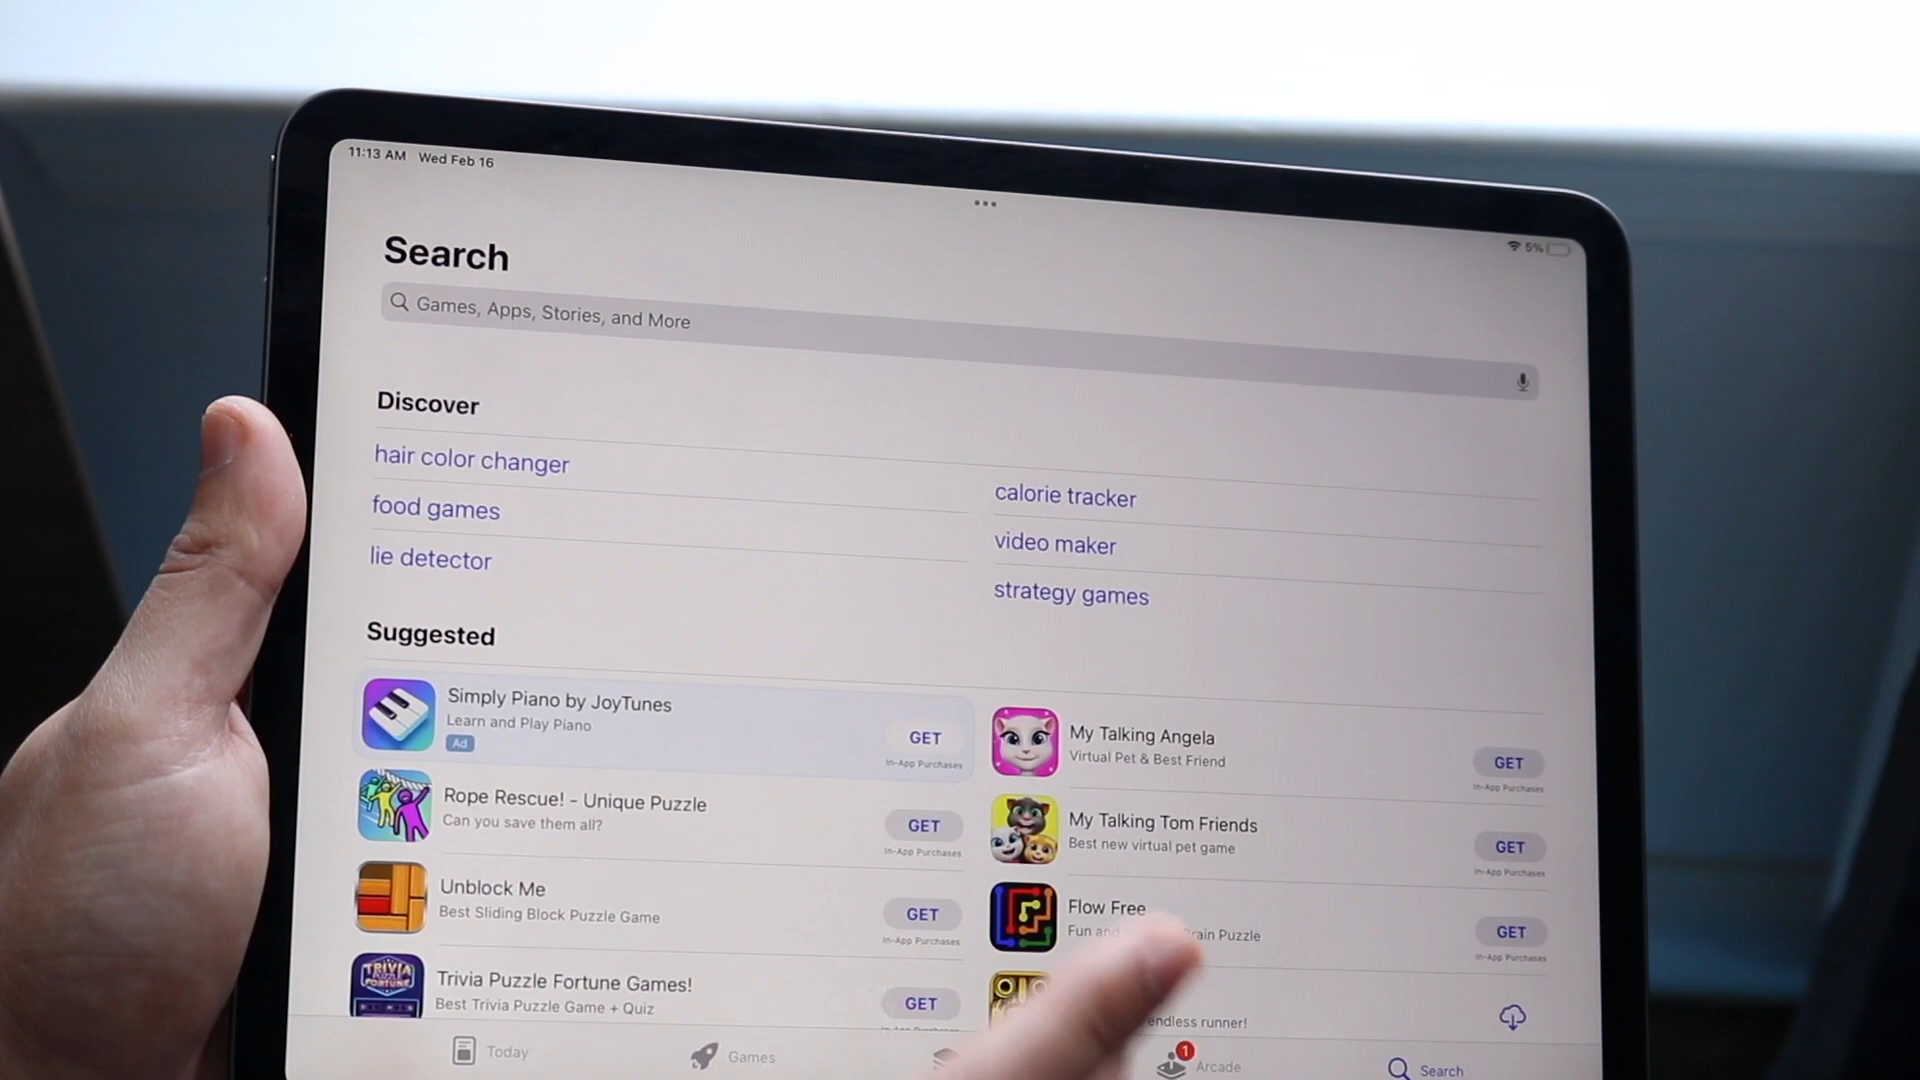 11:13 AM Wed Feb 16
5%
Search
Games, Apps, Stories, and More
Discover
hair color changer
food games
lie detector
calorie tracker
video maker
strategy games
Suggested
Simply Piano by JoyTunes
Learn and Play Piano
Ad
GET
In-App Purchases
Rope Rescue! - Unique Puzzle
Can you save them all?
GET
In-App Purchases
Unblock Me
Best Sliding Block Puzzle Game
GET
In-App Purchases
TRIVIA
FORTUNE
Trivia Puzzle Fortune Games!
Best Trivia Puzzle Game + Quiz
GET
My Talking Angela
Virtual Pet & Best Friend
GET
In-App Purchases
My Talking Tom Friends
Best new virtual pet game
GET
In-App Purchases
Flow Free
Fun Puzzle
GET
In-App Purchases
endless runner!
Today
Games
1
Arcade
Search